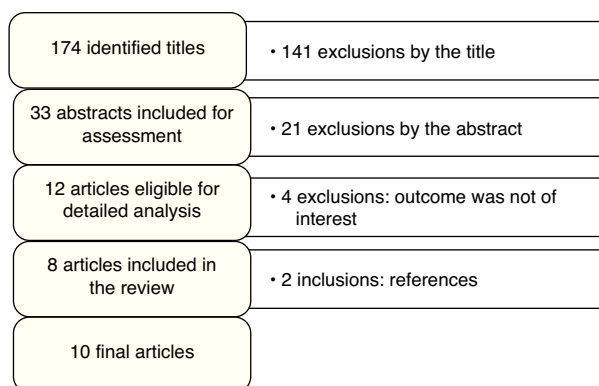 174 identified titles
• 141 exclusions by the title
33 abstracts included for
assessment
• 21 exclusions by the abstract
12 articles eligible for
detailed analysis
• 4 exclusions: outcome was not of
interest
8 articles included in
the review
• 2 inclusions: references
10 final articles